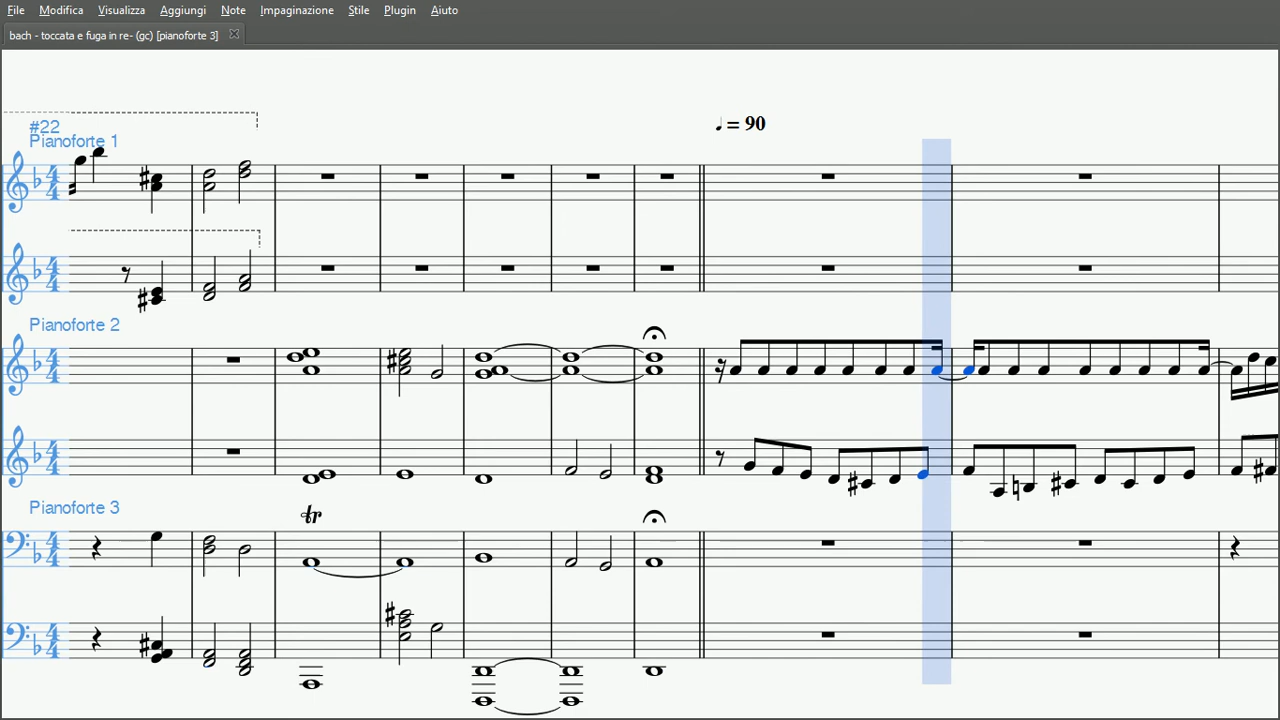 File Modifica Visualizza Aggiungi Note Impaginazione Stile Plugin Aiuto
bach - toccata e fuga in re- (gc) [pianoforte 3]
♩ = 90
#22
Pianoforte 1
Pianoforte 2
Pianoforte 3
tr